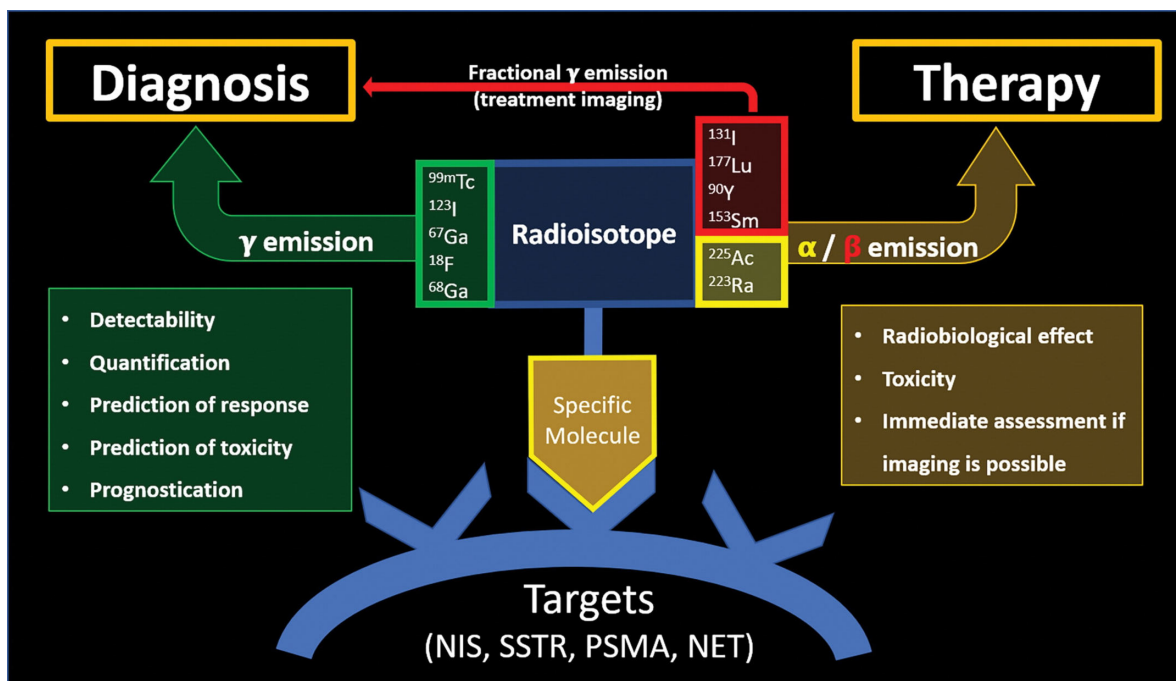 Diagnosis
Fractional γ emission
(treatment imaging)
Therapy
⁹⁹ᵐTc
¹²³I
⁶⁷Ga
¹⁸F
⁶⁸Ga
Radioisotope
¹³¹I
¹⁷⁷Lu
⁹⁰Y
¹⁵³Sm
²²⁵Ac
²²³Ra
γ emission
α / β emission
• Detectability
• Quantification
• Prediction of response
• Prediction of toxicity
• Prognostication
Specific
Molecule
• Radiobiological effect
• Toxicity
• Immediate assessment if
imaging is possible
Targets
(NIS, SSTR, PSMA, NET)